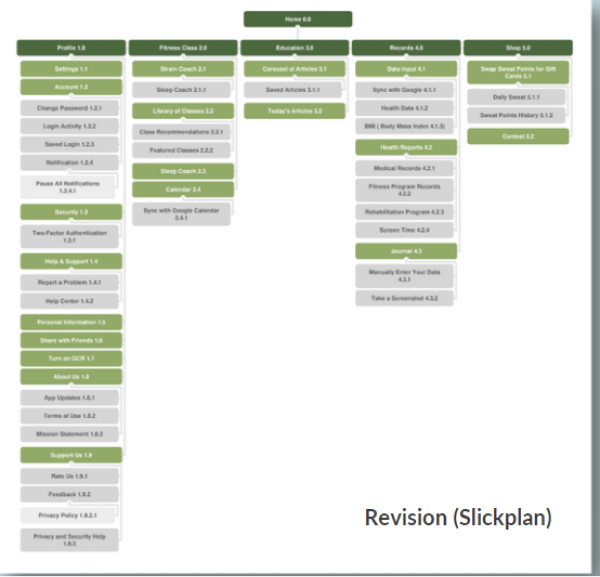 Home 0.0
Profile 1.0
Settings 1.1
Account 1.2
Change Password 1.2.1
Login Activity 1.2.2
Saved Login 1.2.3
Notification 1.2.4
Pause All Notifications
1.2.4.1
Security 1.3
Two-Factor Authentication
1.3.1
Help & Support 1.4
Report a Problem 1.4.1
Help Center 1.4.2
Personal Information 1.5
Share with Friends 1.6
Turn on OCR 1.7
About Us 1.8
App Updates 1.8.1
Terms of Use 1.8.2
Mission Statement 1.8.3
Support Us 1.9
Rate Us 1.9.1
Feedback 1.9.2
Privacy Policy 1.9.2.1
Privacy and Security Help
1.9.3
Fitness Class 2.0
Strain Coach 2.1
Sleep Coach 2.1.1
Library of Classes 2.2
Class Recommendations 2.2.1
Featured Classes 2.2.2
Sleep Coach 2.3
Calendar 2.4
Sync with Google Calendar
2.4.1
Education 3.0
Carousel of Articles 3.1
Saved Articles 3.1.1
Today's Articles 3.2
Records 4.0
Data Input 4.1
Sync with Google 4.1.1
Health Data 4.1.2
BMI ( Body Mass Index 4.1.3)
Health Reports 4.2
Medical Records 4.2.1
Fitness Program Records
4.2.2
Rehabilitation Program 4.2.3
Screen Time 4.2.4
Journal 4.3
Manually Enter Your Data
4.3.1
Take a Screenshot 4.3.2
Shop 5.0
Swap Sweat Points for Gift
Cards 5.1
Daily Sweat 5.1.1
Sweat Points History 5.1.2
Contest 5.2
Revision (Slickplan)